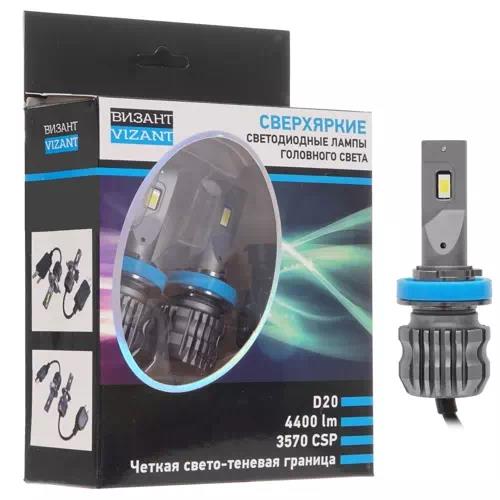 ВИЗАНТ
VIZANT
СВЕРХЯРКИЕ
СВЕТОДИОДНЫЕ ЛАМПЫ
ГОЛОВНОГО СВЕТА
D20
4400 lm
3570 CSP
Четкая свето-теневая граница
ВИЗАНТ
VIZANT